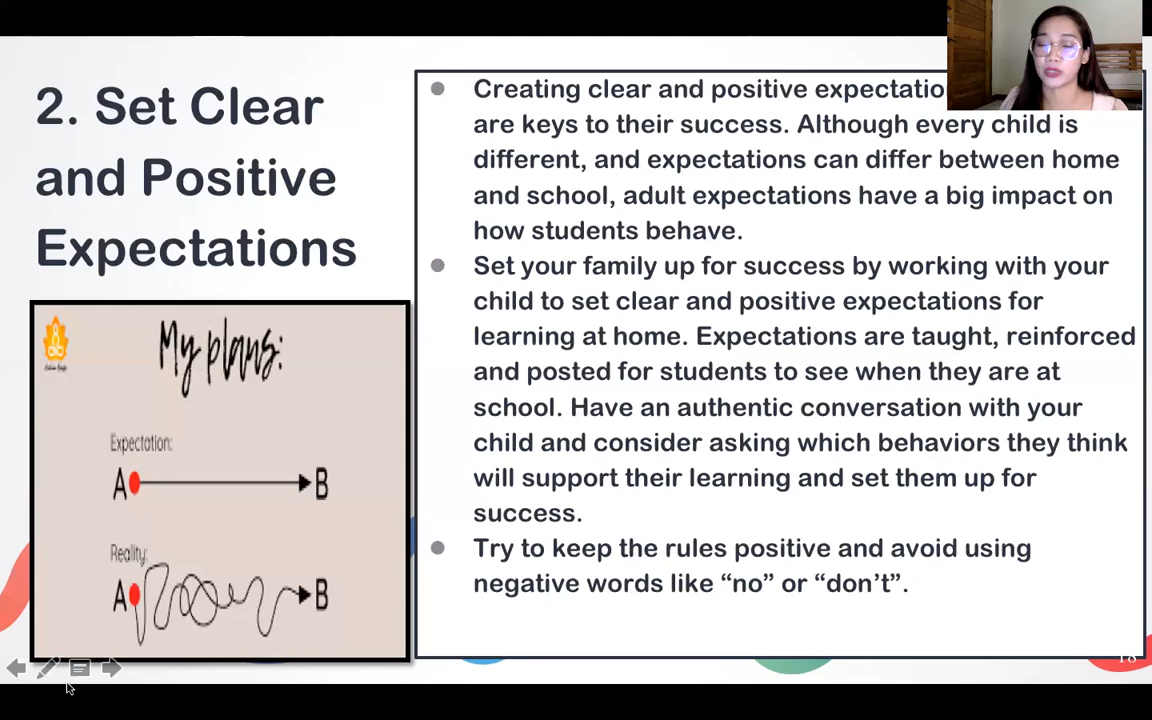 2. Set Clear
and Positive
Expectations
My plans:
Expectation:
A B
Reality:
A B
Creating clear and positive
are keys to their success. Although every child is
different, and expectations can differ between home
and school, adult expectations have a big impact on
how students behave.
Set your family up for success by working with your
child to set clear and positive expectations for
learning at home. Expectations are taught, reinforced
and posted for students to see when they are at
school. Have an authentic conversation with your
child and consider asking which behaviors they think
will support their learning and set them up for
success.
Try to keep the rules positive and avoid using
negative words like “no” or “don’t”.
18